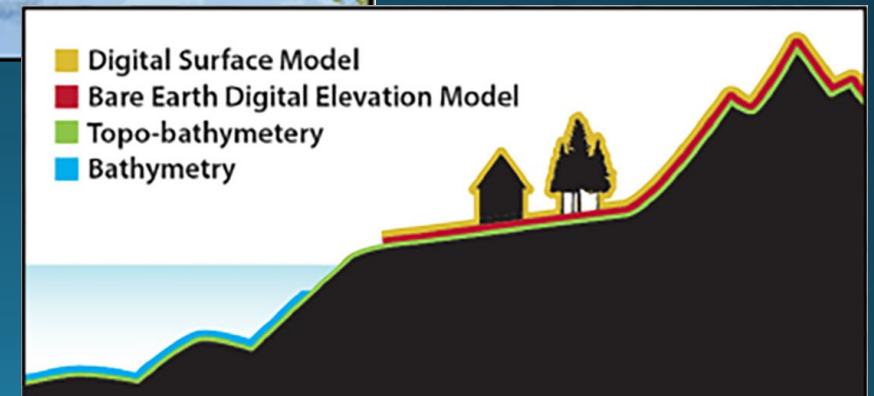 Digital Surface Model
Bare Earth Digital Elevation Model
Topo-bathymetery
Bathymetry